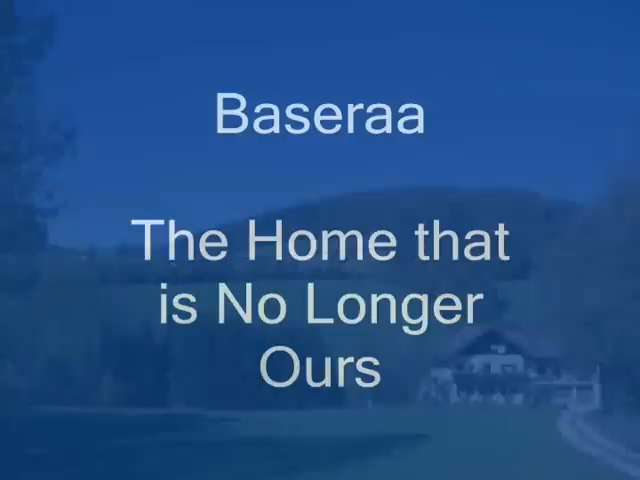 Baseraa
The Home that
is No Longer
Ours